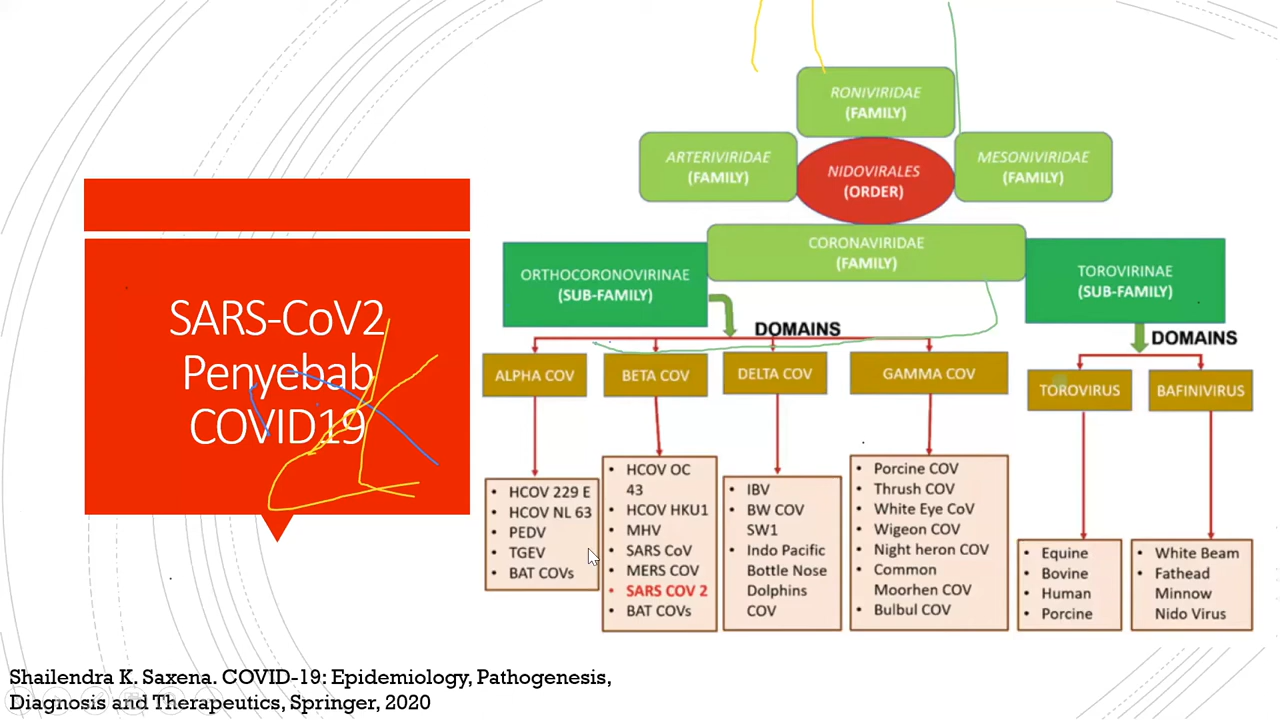 SARS-CoV2
Penyebab
COVID19
RONIVIRIDAE
(FAMILY)
ARTERIVIRIDAE
(FAMILY)
NIDOVIRALES
(ORDER)
MESONIVIRIDAE
(FAMILY)
CORONAVIRIDAE
(FAMILY)
ORTHOCORONOVIRINAE
(SUB-FAMILY)
TOROVIRINAE
(SUB-FAMILY)
DOMAINS
DOMAINS
ALPHA COV
BETA COV
DELTA COV
GAMMA COV
TOROVIRUS
BAFINIVIRUS
• HCOV 229 E
• HCOV NL 63
• PEDV
• TGEV
• BAT COVs
• HCOV OC
43
• HCOV HKU1
• MHV
• SARS CoV
• MERS COV
• SARS COV 2
• BAT COVs
• IBV
• BW COV
SW1
• Indo Pacific
Bottle Nose
Dolphins
COV
• Porcine COV
• Thrush COV
• White Eye CoV
• Wigeon COV
• Night heron COV
• Common
Moorhen COV
• Bulbul COV
• Equine
• Bovine
• Human
• Porcine
• White Beam
• Fathead
Minnow
Nido Virus
Shailendra K. Saxena. COVID-19: Epidemiology, Pathogenesis,
Diagnosis and Therapeutics, Springer, 2020